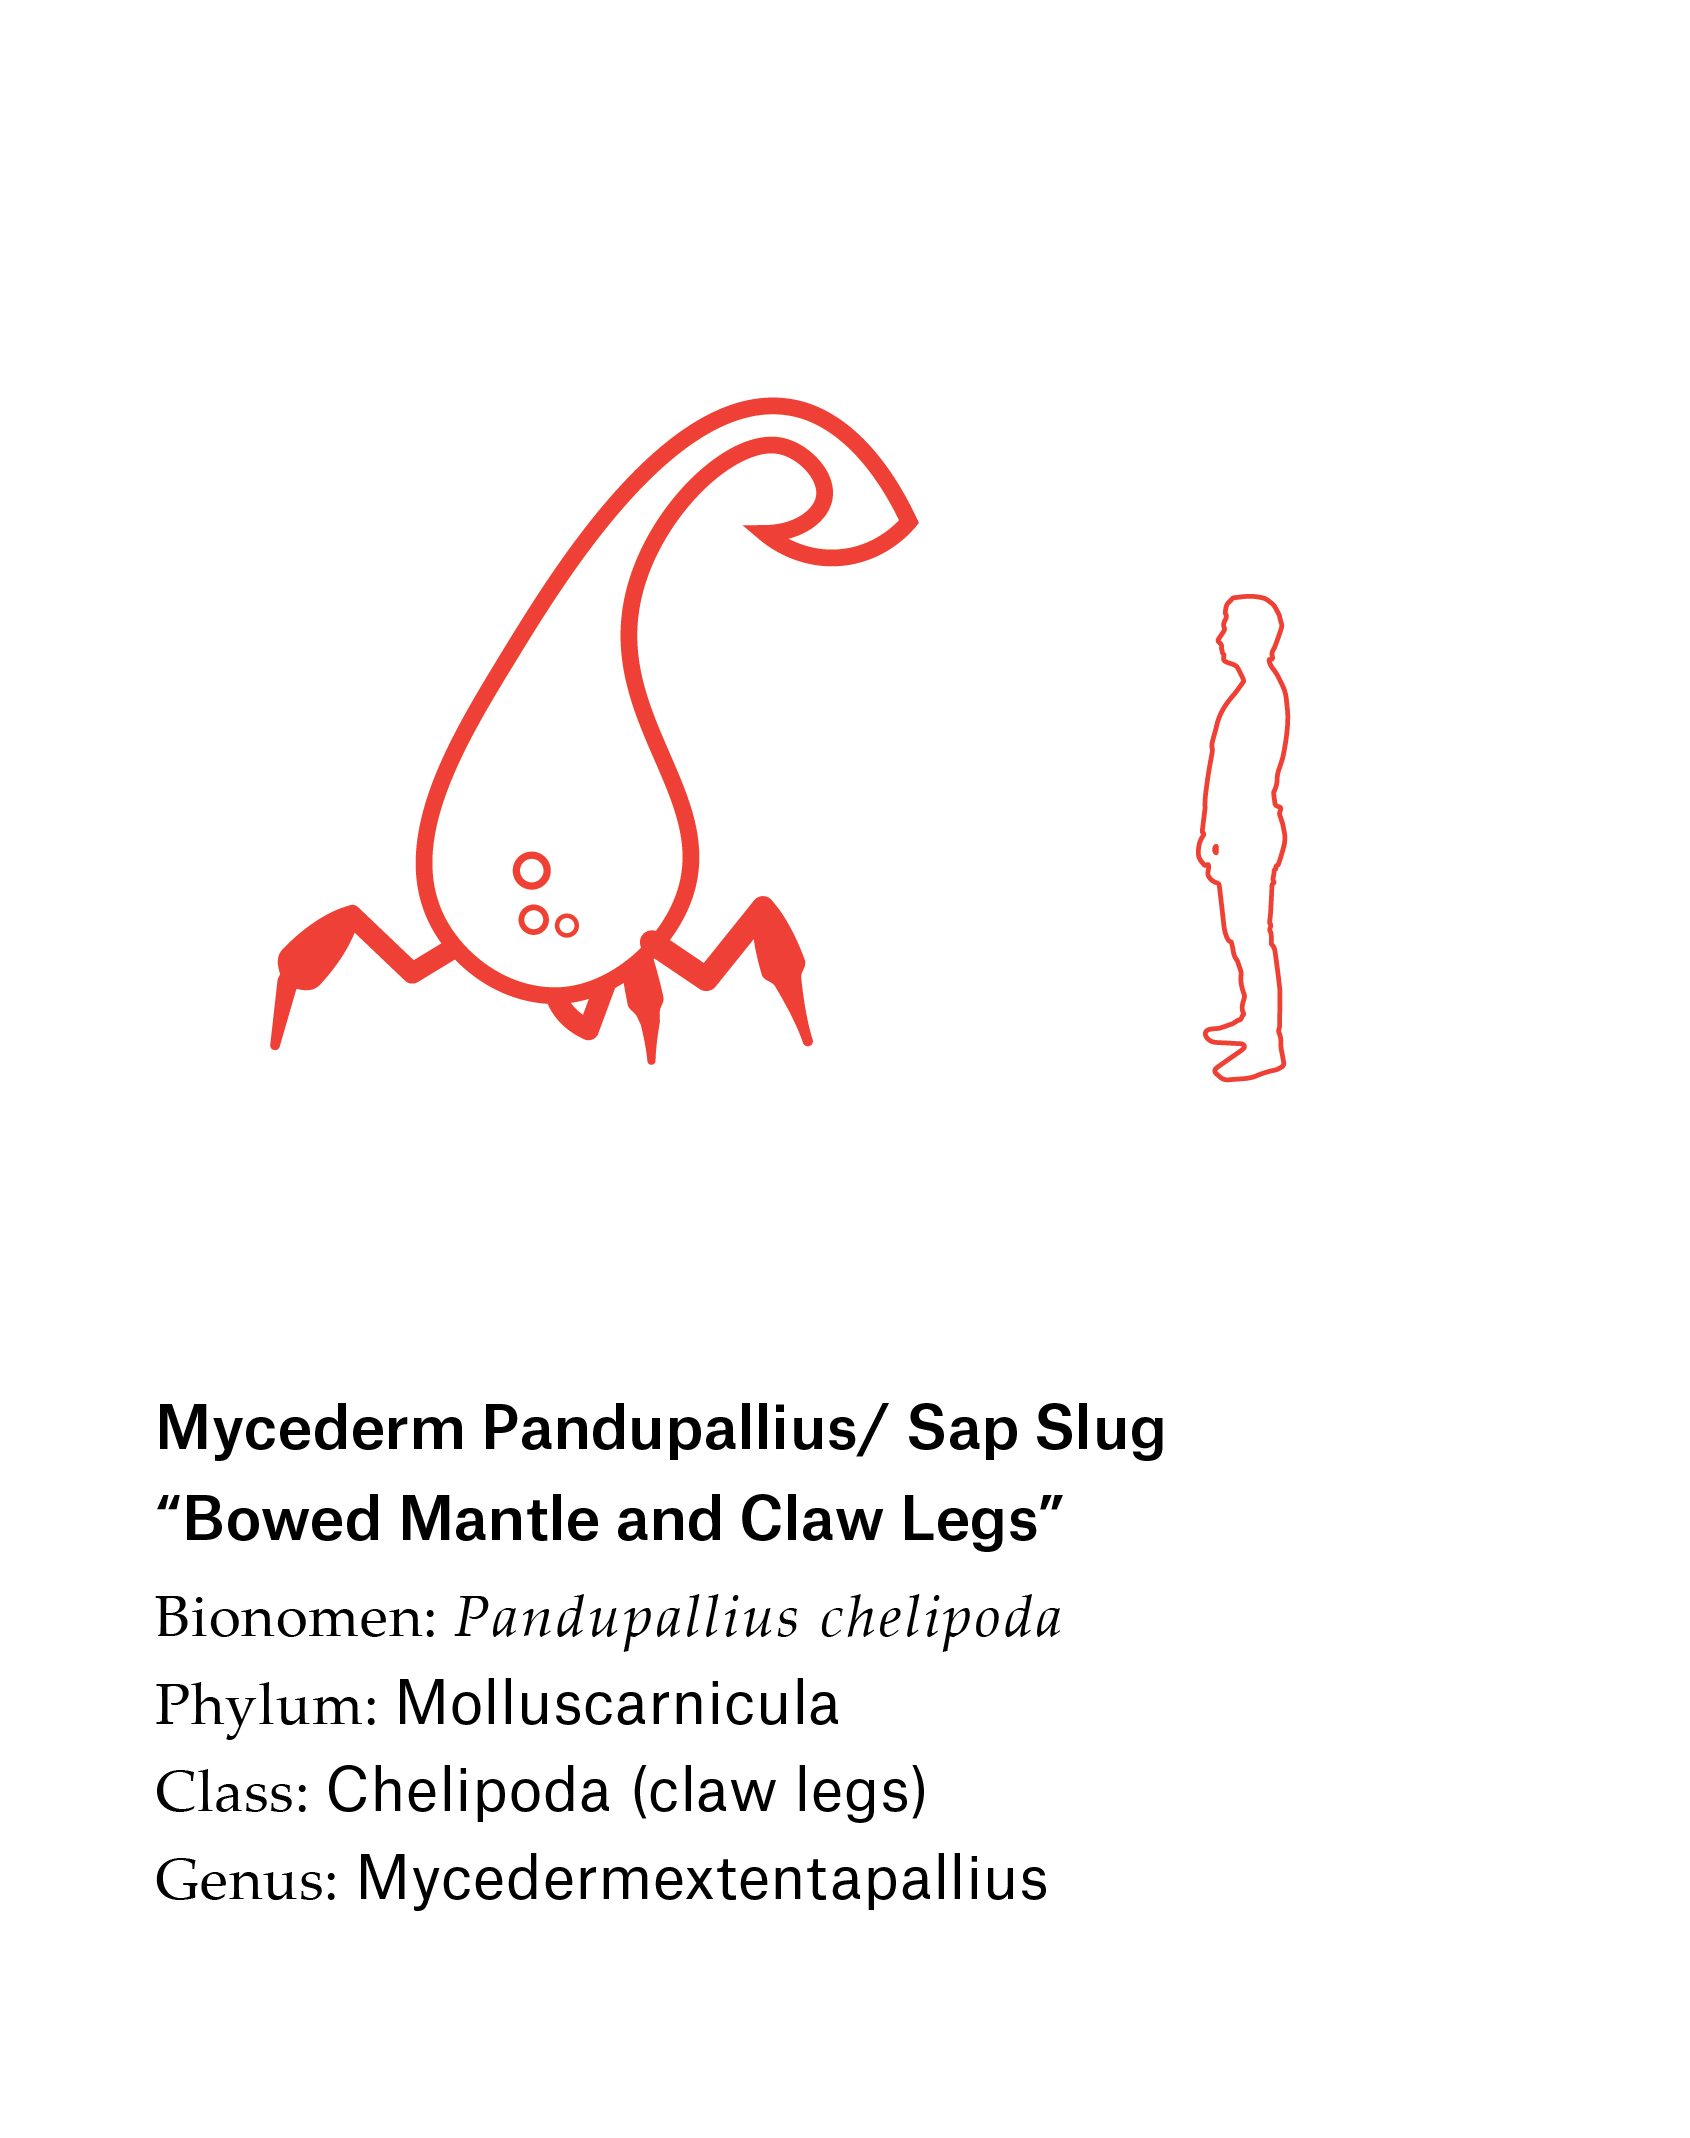 Mycederm Pandupallius/ Sap Slug
“Bowed Mantle and Claw Legs”
Bionomen: Pandupallius chelipoda
Phylum: Molluscarnicula
Class: Chelipoda (claw legs)
Genus: Mycedermextentapallius